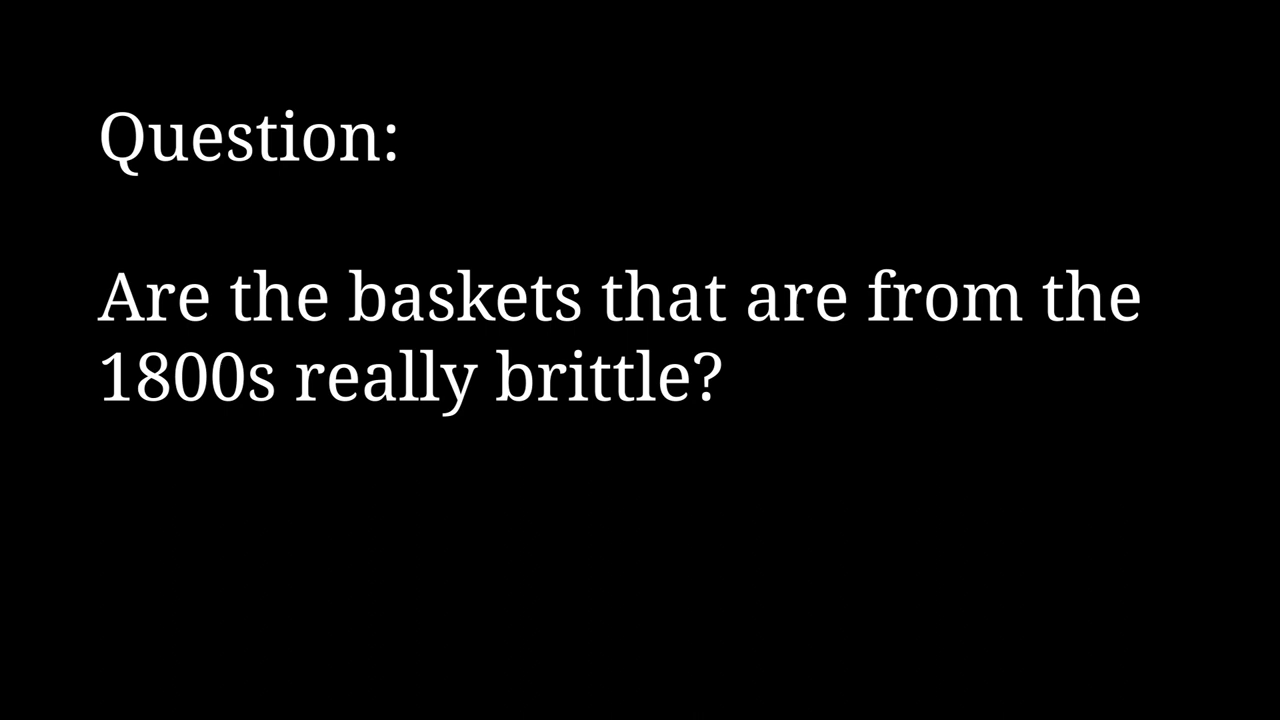 Question:
Are the baskets that are from the
1800s really brittle?